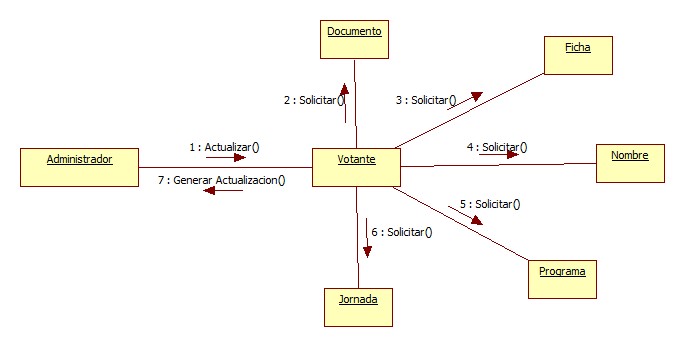 Documento
Ficha
2 : Solicitar()
3 : Solicitar()
1 : Actualizar()
4 : Solicitar()
Administrador
Votante
Nombre
7 : Generar Actualizacion()
5 : Solicitar()
6 : Solicitar()
Programa
Jornada